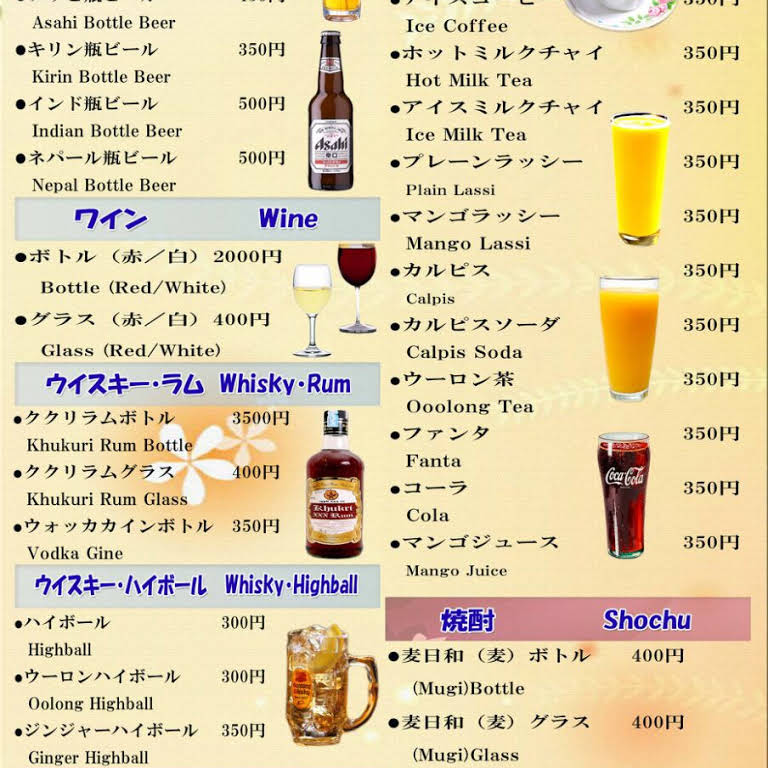 Asahi Bottle Beer
●キリン瓶ビール 350円
Kirin Bottle Beer
●インド瓶ビール 500円
Indian Bottle Beer
●ネパール瓶ビール 500円
Nepal Bottle Beer
Asahi
ワイン Wine
●ボトル（赤／白）2000円
Bottle (Red/White)
●グラス（赤／白）400円
Glass (Red/White)
ウイスキー・ラム Whisky・Rum
●ククリラムボトル 3500円
Khukuri Rum Bottle
●ククリラムグラス 400円
Khukuri Rum Glass
●ウォッカカインボトル 350円
Vodka Gine
Khukri
XXX Rum
ウイスキー・ハイボール Whisky・Highball
●ハイボール 300円
Highball
●ウーロンハイボール 300円
Oolong Highball
●ジンジャーハイボール 350円
Ginger Highball
Ice Coffee
●ホットミルクチャイ 350円
Hot Milk Tea
●アイスミルクチャイ 350円
Ice Milk Tea
●プレーンラッシー 350円
Plain Lassi
●マンゴラッシー 350円
Mango Lassi
●カルピス 350円
Calpis
●カルピスソーダ 350円
Calpis Soda
●ウーロン茶 350円
Ooolong Tea
●ファンタ 350円
Fanta
●コーラ 350円
Cola
Coca-Cola
●マンゴジュース 350円
Mango Juice
焼酎 Shochu
●麦日和（麦）ボトル 400円
(Mugi)Bottle
●麦日和（麦）グラス 400円
(Mugi)Glass